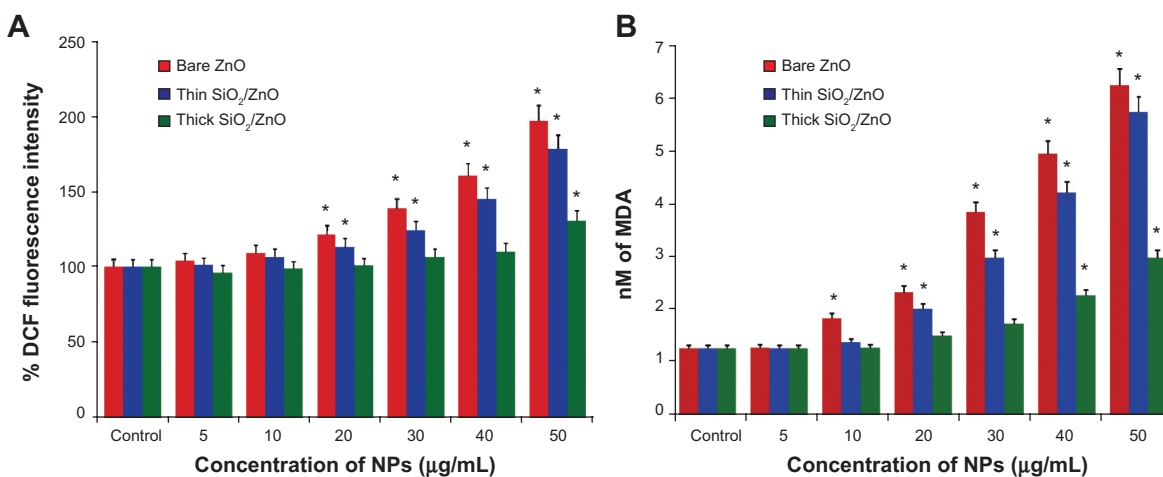 A
250
200
150
100
50
0
% DCF fluorescence intensity
Bare ZnO
Thin SiO₂/ZnO
Thick SiO₂/ZnO
* * * * * * * * *
Control 5 10 20 30 40 50
Concentration of NPs (μg/mL)
B
7
6
5
4
3
2
1
0
nM of MDA
Bare ZnO
Thin SiO₂/ZnO
Thick SiO₂/ZnO
* * * * * * * * * * *
Control 5 10 20 30 40 50
Concentration of NPs (μg/mL)